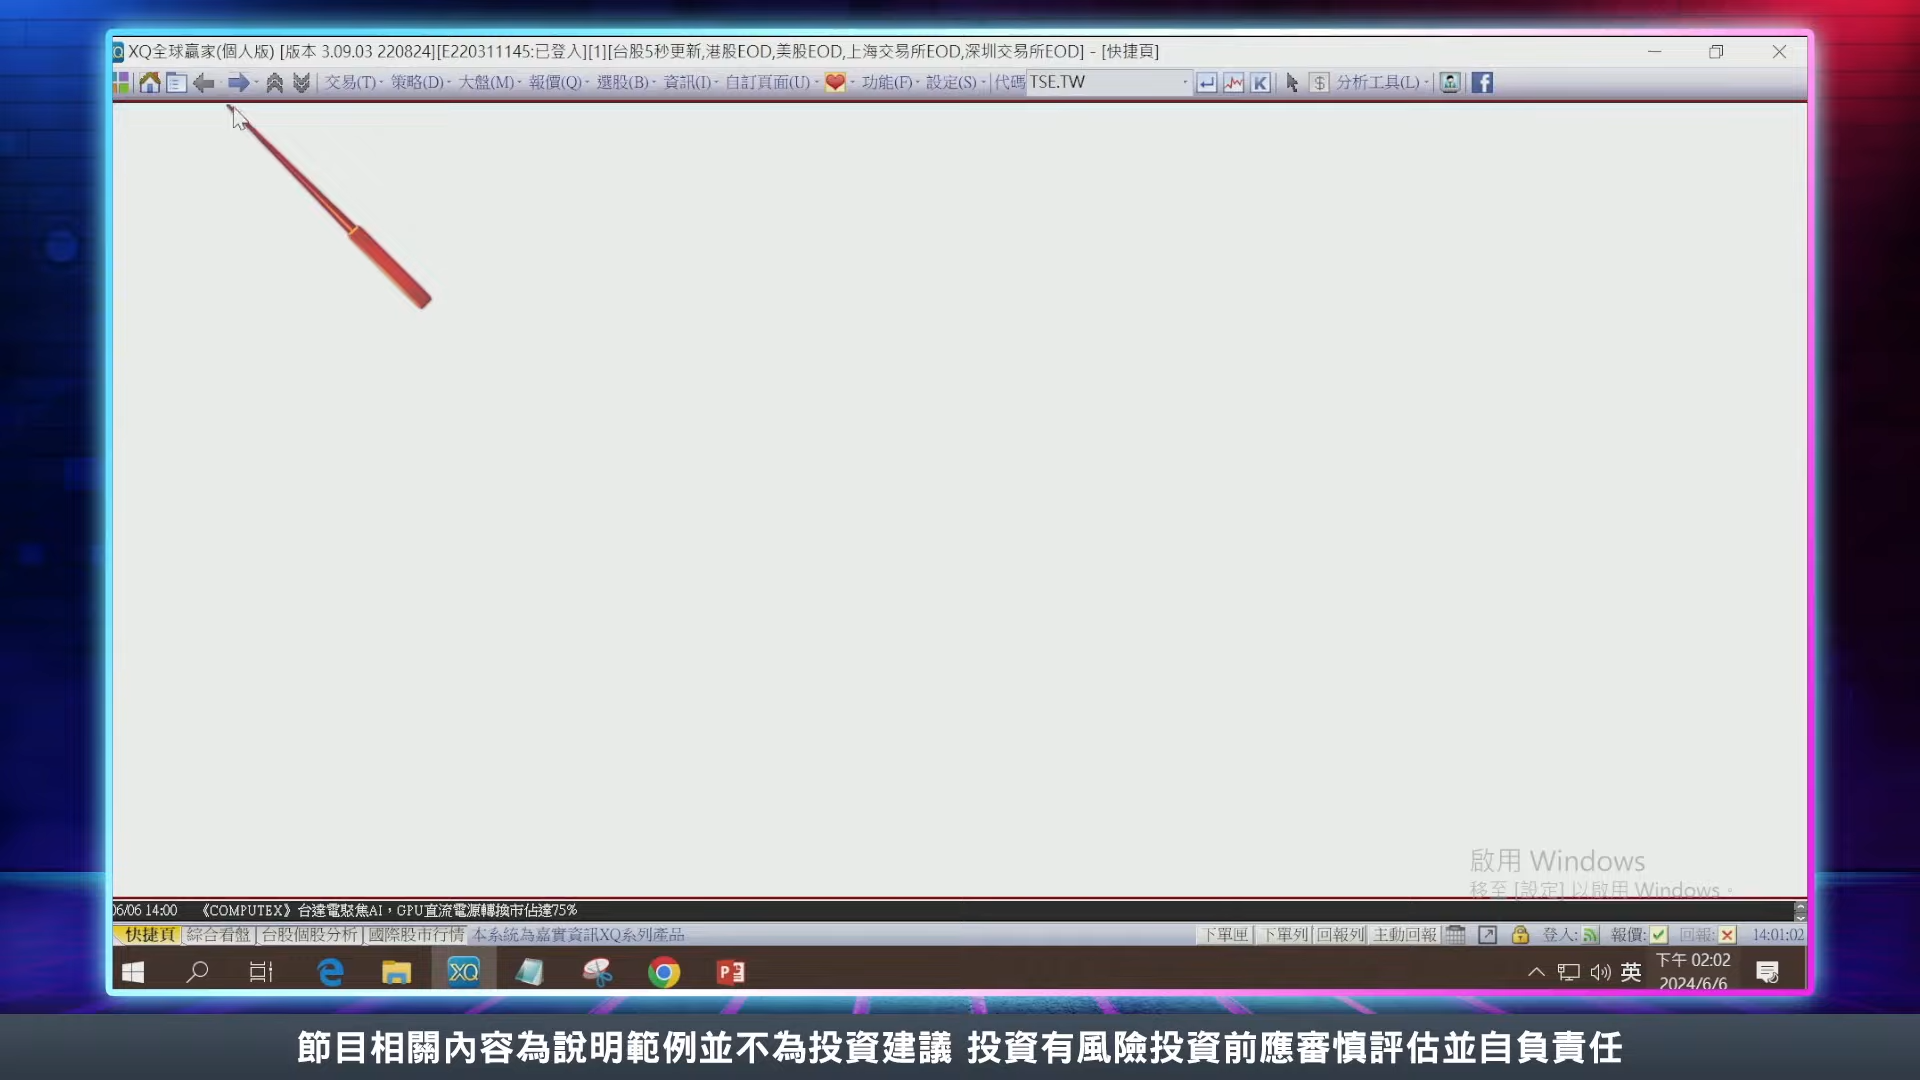 XQ全球贏家(個人版) [版本 3.09.03 220824][E220311145:已登入][1][台股5秒更新,港股EOD,美股EOD,上海交易所EOD,深圳交易所EOD] - [快捷頁]
交易(T) 策略(D) 大盤(M) 報價(Q) 選股(B) 資訊(I) 自訂頁面(U) 功能(F) 設定(S) 代碼 TSE.TW K $ 分析工具(L)
啟用 Windows
移至 [設定] 以啟用 Windows。
06/06 14:00 《COMPUTEX》台達電聚焦AI，GPU直流電源轉換市佔達75%
快捷頁 綜合看盤 台股個股分析 國際股市行情 本系統為嘉實資訊XQ系列產品 下單匣 下單列 回報列 主動回報 登入: 報價: 回報: 14:01:02
XQ 英 下午 02:02
2024/6/6
節目相關內容為說明範例並不為投資建議 投資有風險投資前應審慎評估並自負責任